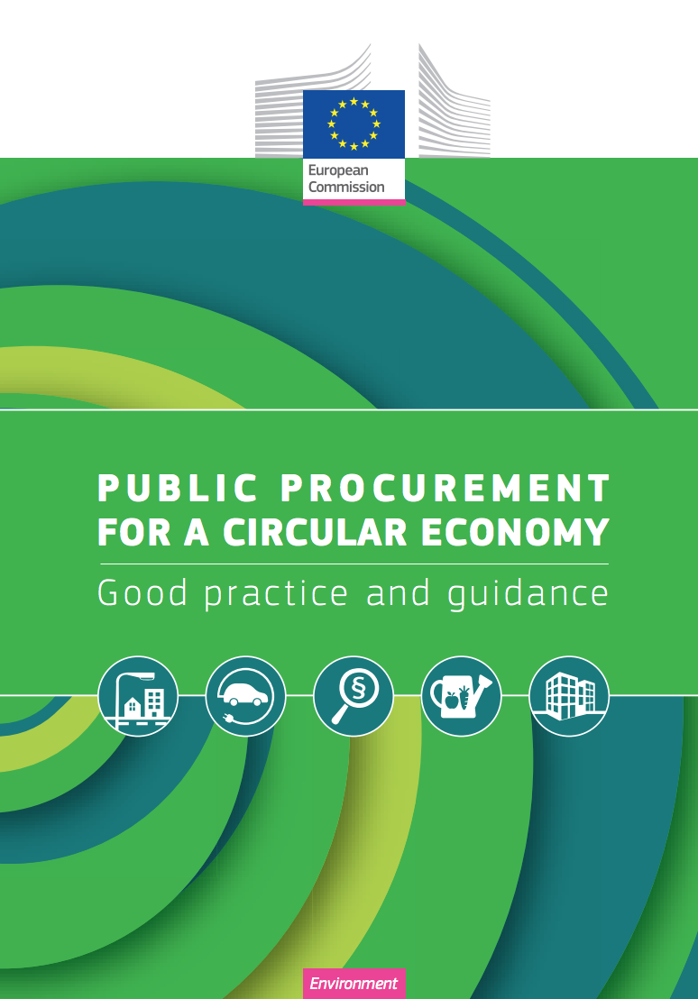 European
Commission
PUBLIC PROCUREMENT
FOR A CIRCULAR ECONOMY
Good practice and guidance
§
Environment